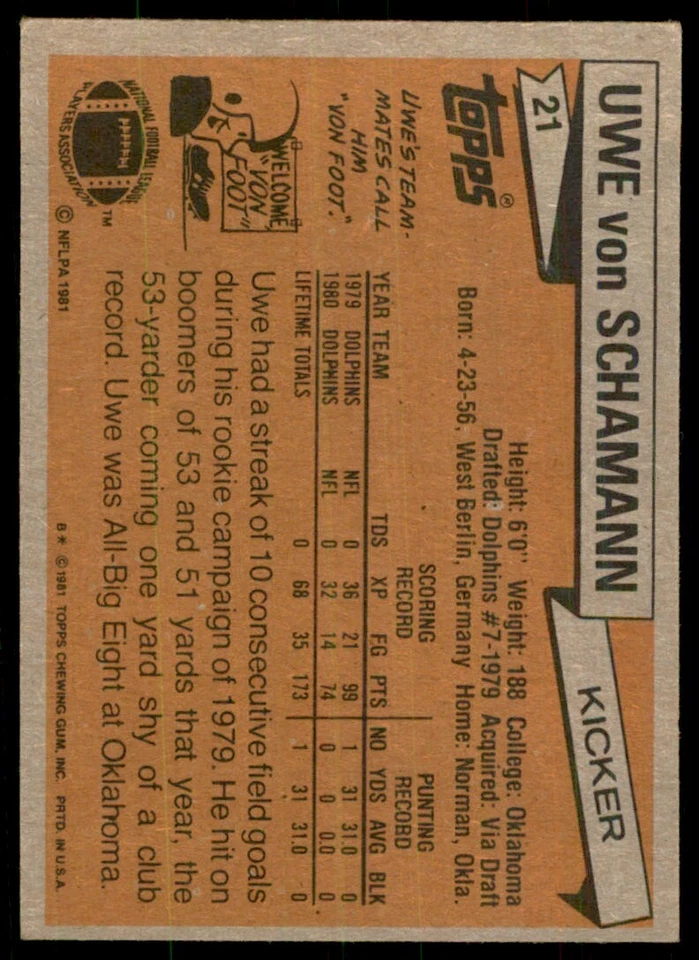 21
UWE von SCHAMANN
KICKER
TOPPS®
Height: 6'0" Weight: 188 College: Oklahoma
Drafted: Dolphins #7-1979 Acquired: Via Draft
Born: 4-23-56, West Berlin, Germany Home: Norman, Okla.
UWE'S TEAM-
MATES CALL
HIM
"VON FOOT."
WELCOME
"VON
FOOT"
SCORING RECORD PUNTING RECORD
YEAR TEAM TDS XP FG PTS NO YDS AVG BLK
1979 DOLPHINS NFL 0 36 21 99 1 31 31.0 0
1980 DOLPHINS NFL 0 32 14 74 0 0 0.0 0
LIFETIME TOTALS 0 68 35 173 1 31 31.0 0
Uwe had a streak of 10 consecutive field goals
during his rookie campaign of 1979. He hit on
boomers of 53 and 51 yards that year, the
53-yarder coming one yard shy of a club
record. Uwe was All-Big Eight at Oklahoma.
NATIONAL FOOTBALL LEAGUE
PLAYERS ASSOCIATION
TM
© NFLPA 1981
B* © 1981 TOPPS CHEWING GUM, INC. PRTD. IN U.S.A.